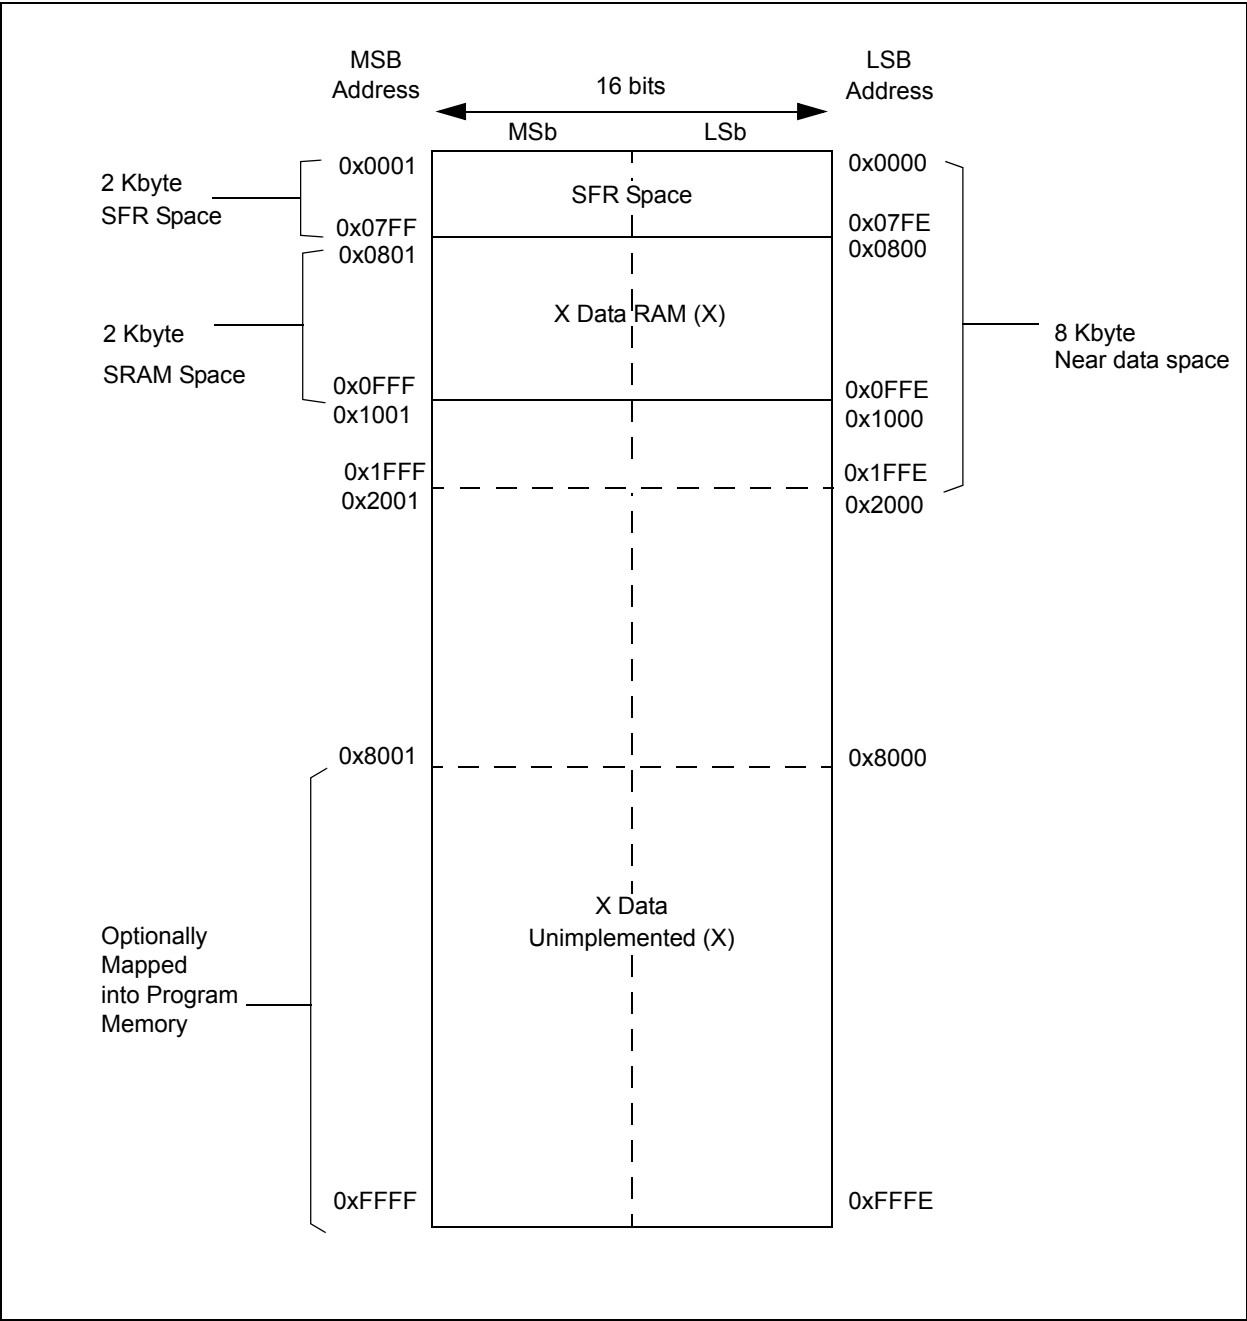 MSB
Address
16 bits
LSB
Address
MSb
LSb
2 Kbyte
SFR Space
0x0001
SFR Space
0x0000
0x07FF
0x07FE
0x0801
0x0800
2 Kbyte
SRAM Space
X Data RAM (X)
8 Kbyte
Near data space
0x0FFF
0x0FFE
0x1001
0x1000
0x1FFF
0x1FFE
0x2001
0x2000
0x8001
0x8000
Optionally
Mapped
into Program
Memory
X Data
Unimplemented (X)
0xFFFF
0xFFFE